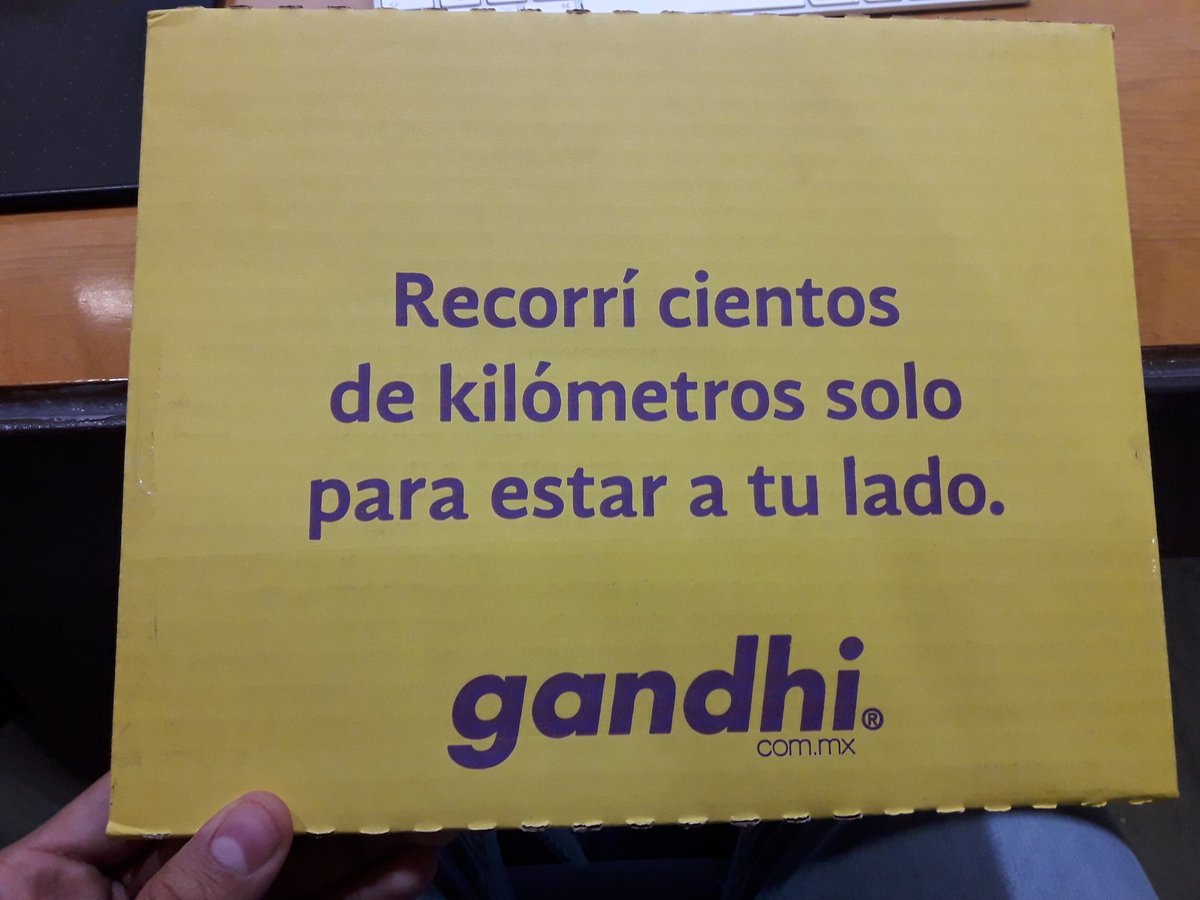 Recorrí cientos
de kilómetros solo
para estar a tu lado.
gandhi®
com.mx